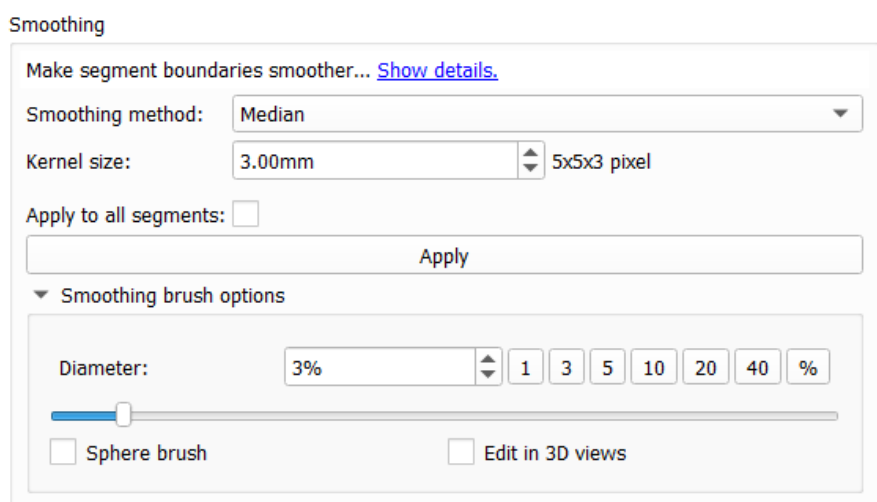 Smoothing
Make segment boundaries smoother... Show details.
Smoothing method: Median
Kernel size: 3.00mm 5x5x3 pixel
Apply to all segments:
Apply
Smoothing brush options
Diameter: 3% 1 3 5 10 20 40 %
Sphere brush Edit in 3D views